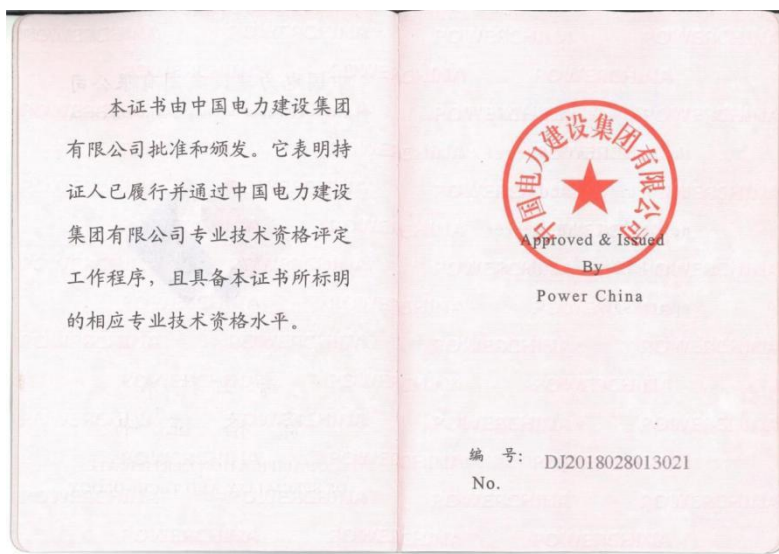 本证书由中国电力建设集团
有限公司批准和颁发。它表明持
证人已履行并通过中国电力建设
集团有限公司专业技术资格评定
工作程序，且具备本证书所标明
的相应专业技术资格水平。
中国电力建设集团有限公司
Approved & Issued
By
Power China
编 号: DJ2018028013021
No.